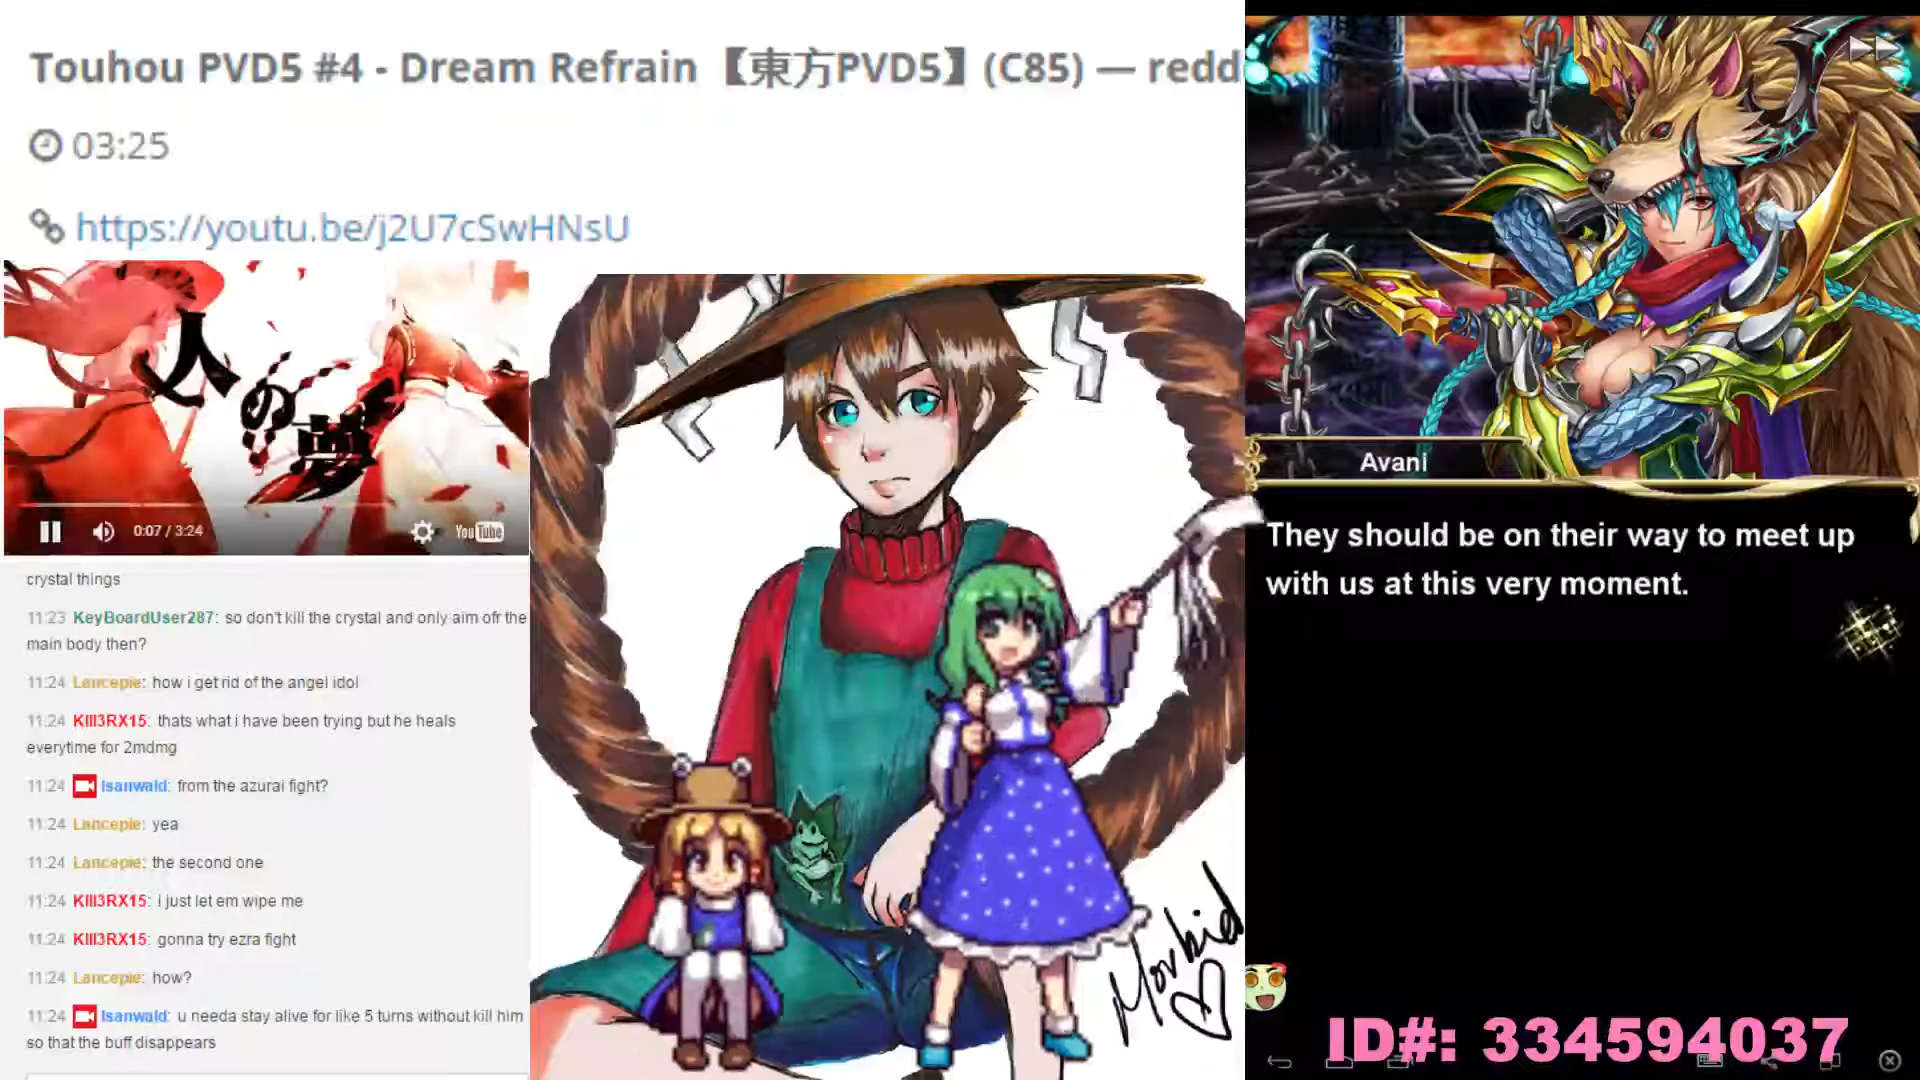 Touhou PVD5 #4 - Dream Refrain 【東方PVD5】 (C85) — redd
03:25
https://youtu.be/j2U7cSwHNsU
人の夢
0:07 / 3:24
YouTube
crystal things
11:23 KeyBoardUser287: so don't kill the crystal and only aim ofr the
main body then?
11:24 Lancepie: how i get rid of the angel idol
11:24 KIll3RX15: thats what i have been trying but he heals
everytime for 2mdmg
11:24 Isanwald: from the azurai fight?
11:24 Lancepie: yea
11:24 Lancepie: the second one
11:24 KIll3RX15: i just let em wipe me
11:24 KIll3RX15: gonna try ezra fight
11:24 Lancepie: how?
11:24 Isanwald: u needa stay alive for like 5 turns without kill him
so that the buff disappears
Morbid
Avani
They should be on their way to meet up
with us at this very moment.
ID#: 334594037